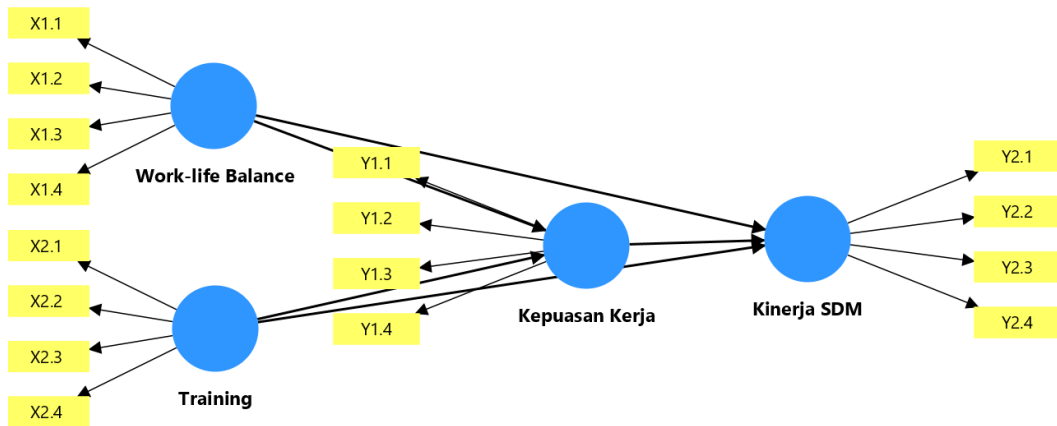 X1.1
X1.2
X1.3
X1.4
Work-life Balance
X2.1
X2.2
X2.3
X2.4
Training
Y1.1
Y1.2
Y1.3
Y1.4
Kepuasan Kerja
Kinerja SDM
Y2.1
Y2.2
Y2.3
Y2.4